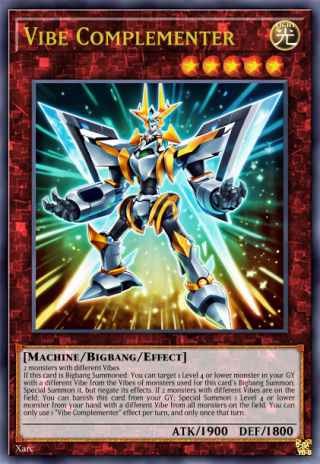 Vibe Complementer
LIGHT
光
[Machine/Bigbang/Effect]
2 monsters with different Vibes
If this card is Bigbang Summoned: You can target 1 Level 4 or lower monster in your GY
with a different Vibe from the Vibes of monsters used for this card's Bigbang Summon;
Special Summon it, but negate its effects. If 2 monsters with different Vibes are on the
field: You can banish this card from your GY; Special Summon 1 Level 4 or lower
monster from your hand with a different Vibe from all monsters on the field. You can
only use 1 "Vibe Complementer" effect per turn, and only once that turn.
ATK/1900 DEF/1800
Xarc